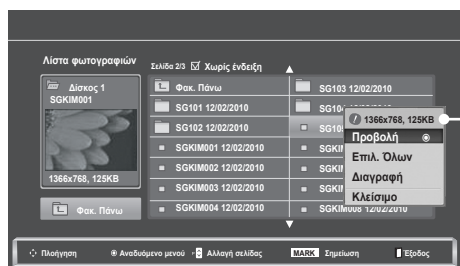 Λίστα φωτογραφιών
Σελίδα 2/3 Χωρίς ένδειξη
Δίσκος 1
SGKIM001
1366x768, 125KB
Φακ. Πάνω
Φακ. Πάνω
SG101 12/02/2010
SG102 12/02/2010
SGKIM001 12/02/2010
SGKIM002 12/02/2010
SGKIM003 12/02/2010
SGKIM004 12/02/2010
SG103 12/02/2010
SGKIM008 12/02/2010
1366x768, 125KB
Προβολή
Επιλ. Όλων
Διαγραφή
Κλείσιμο
Πλοήγηση Αναδυόμενο μενού Αλλαγή σελίδας MARK Σημείωση Έξοδος